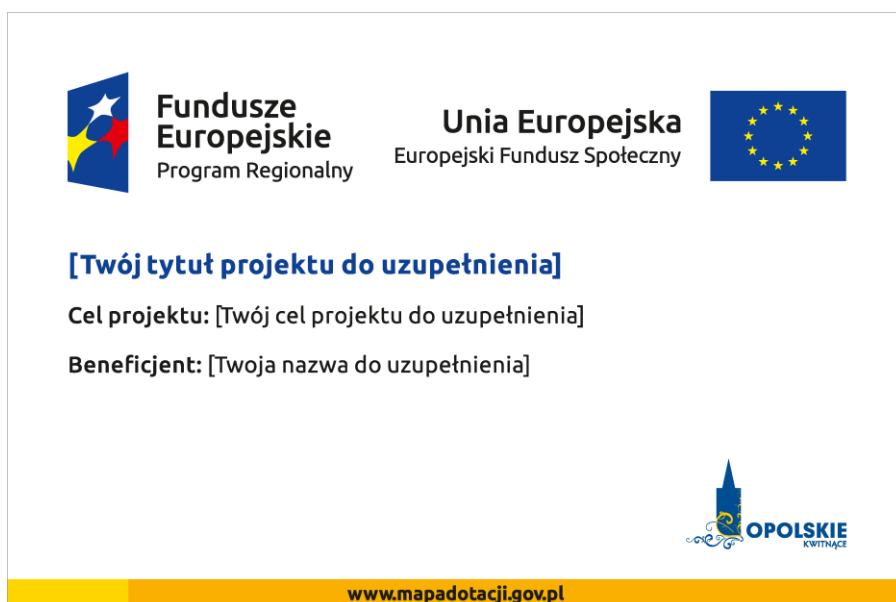 Fundusze
Europejskie
Program Regionalny
Unia Europejska
Europejski Fundusz Społeczny
[Twój tytuł projektu do uzupełnienia]
Cel projektu: [Twój cel projektu do uzupełnienia]
Beneficjent: [Twoja nazwa do uzupełnienia]
OPOLSKIE
KWITNĄCE
www.mapadotacji.gov.pl